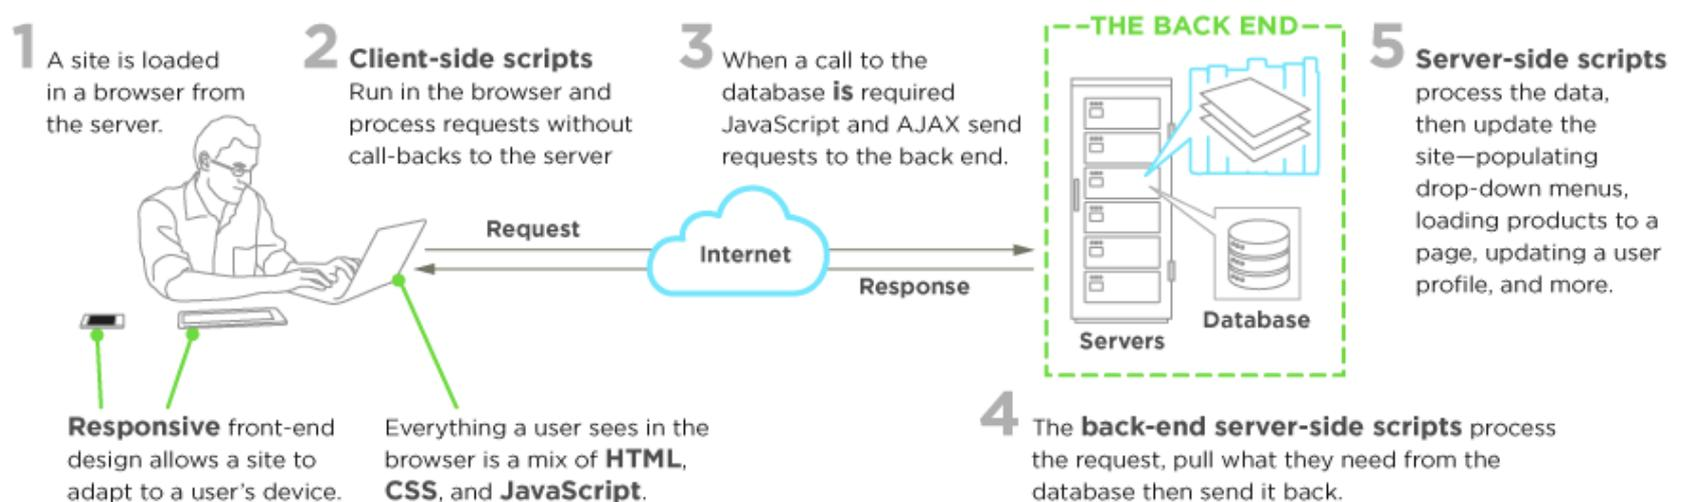 1
A site is loaded
in a browser from
the server.
2
Client-side scripts
Run in the browser and
process requests without
call-backs to the server
3
When a call to the
database is required
JavaScript and AJAX send
requests to the back end.
THE BACK END
5
Server-side scripts
process the data,
then update the
site—populating
drop-down menus,
loading products to a
page, updating a user
profile, and more.
Request
Internet
Response
Database
Servers
Responsive front-end
design allows a site to
adapt to a user's device.
Everything a user sees in the
browser is a mix of HTML,
CSS, and JavaScript.
4
The back-end server-side scripts process
the request, pull what they need from the
database then send it back.